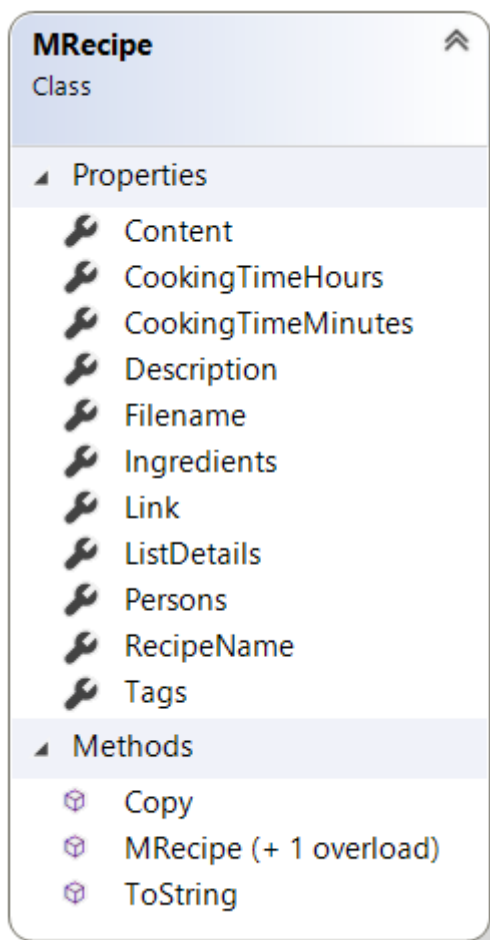 MRecipe
Class
Properties
Content
CookingTimeHours
CookingTimeMinutes
Description
Filename
Ingredients
Link
ListDetails
Persons
RecipeName
Tags
Methods
Copy
MRecipe (+ 1 overload)
ToString